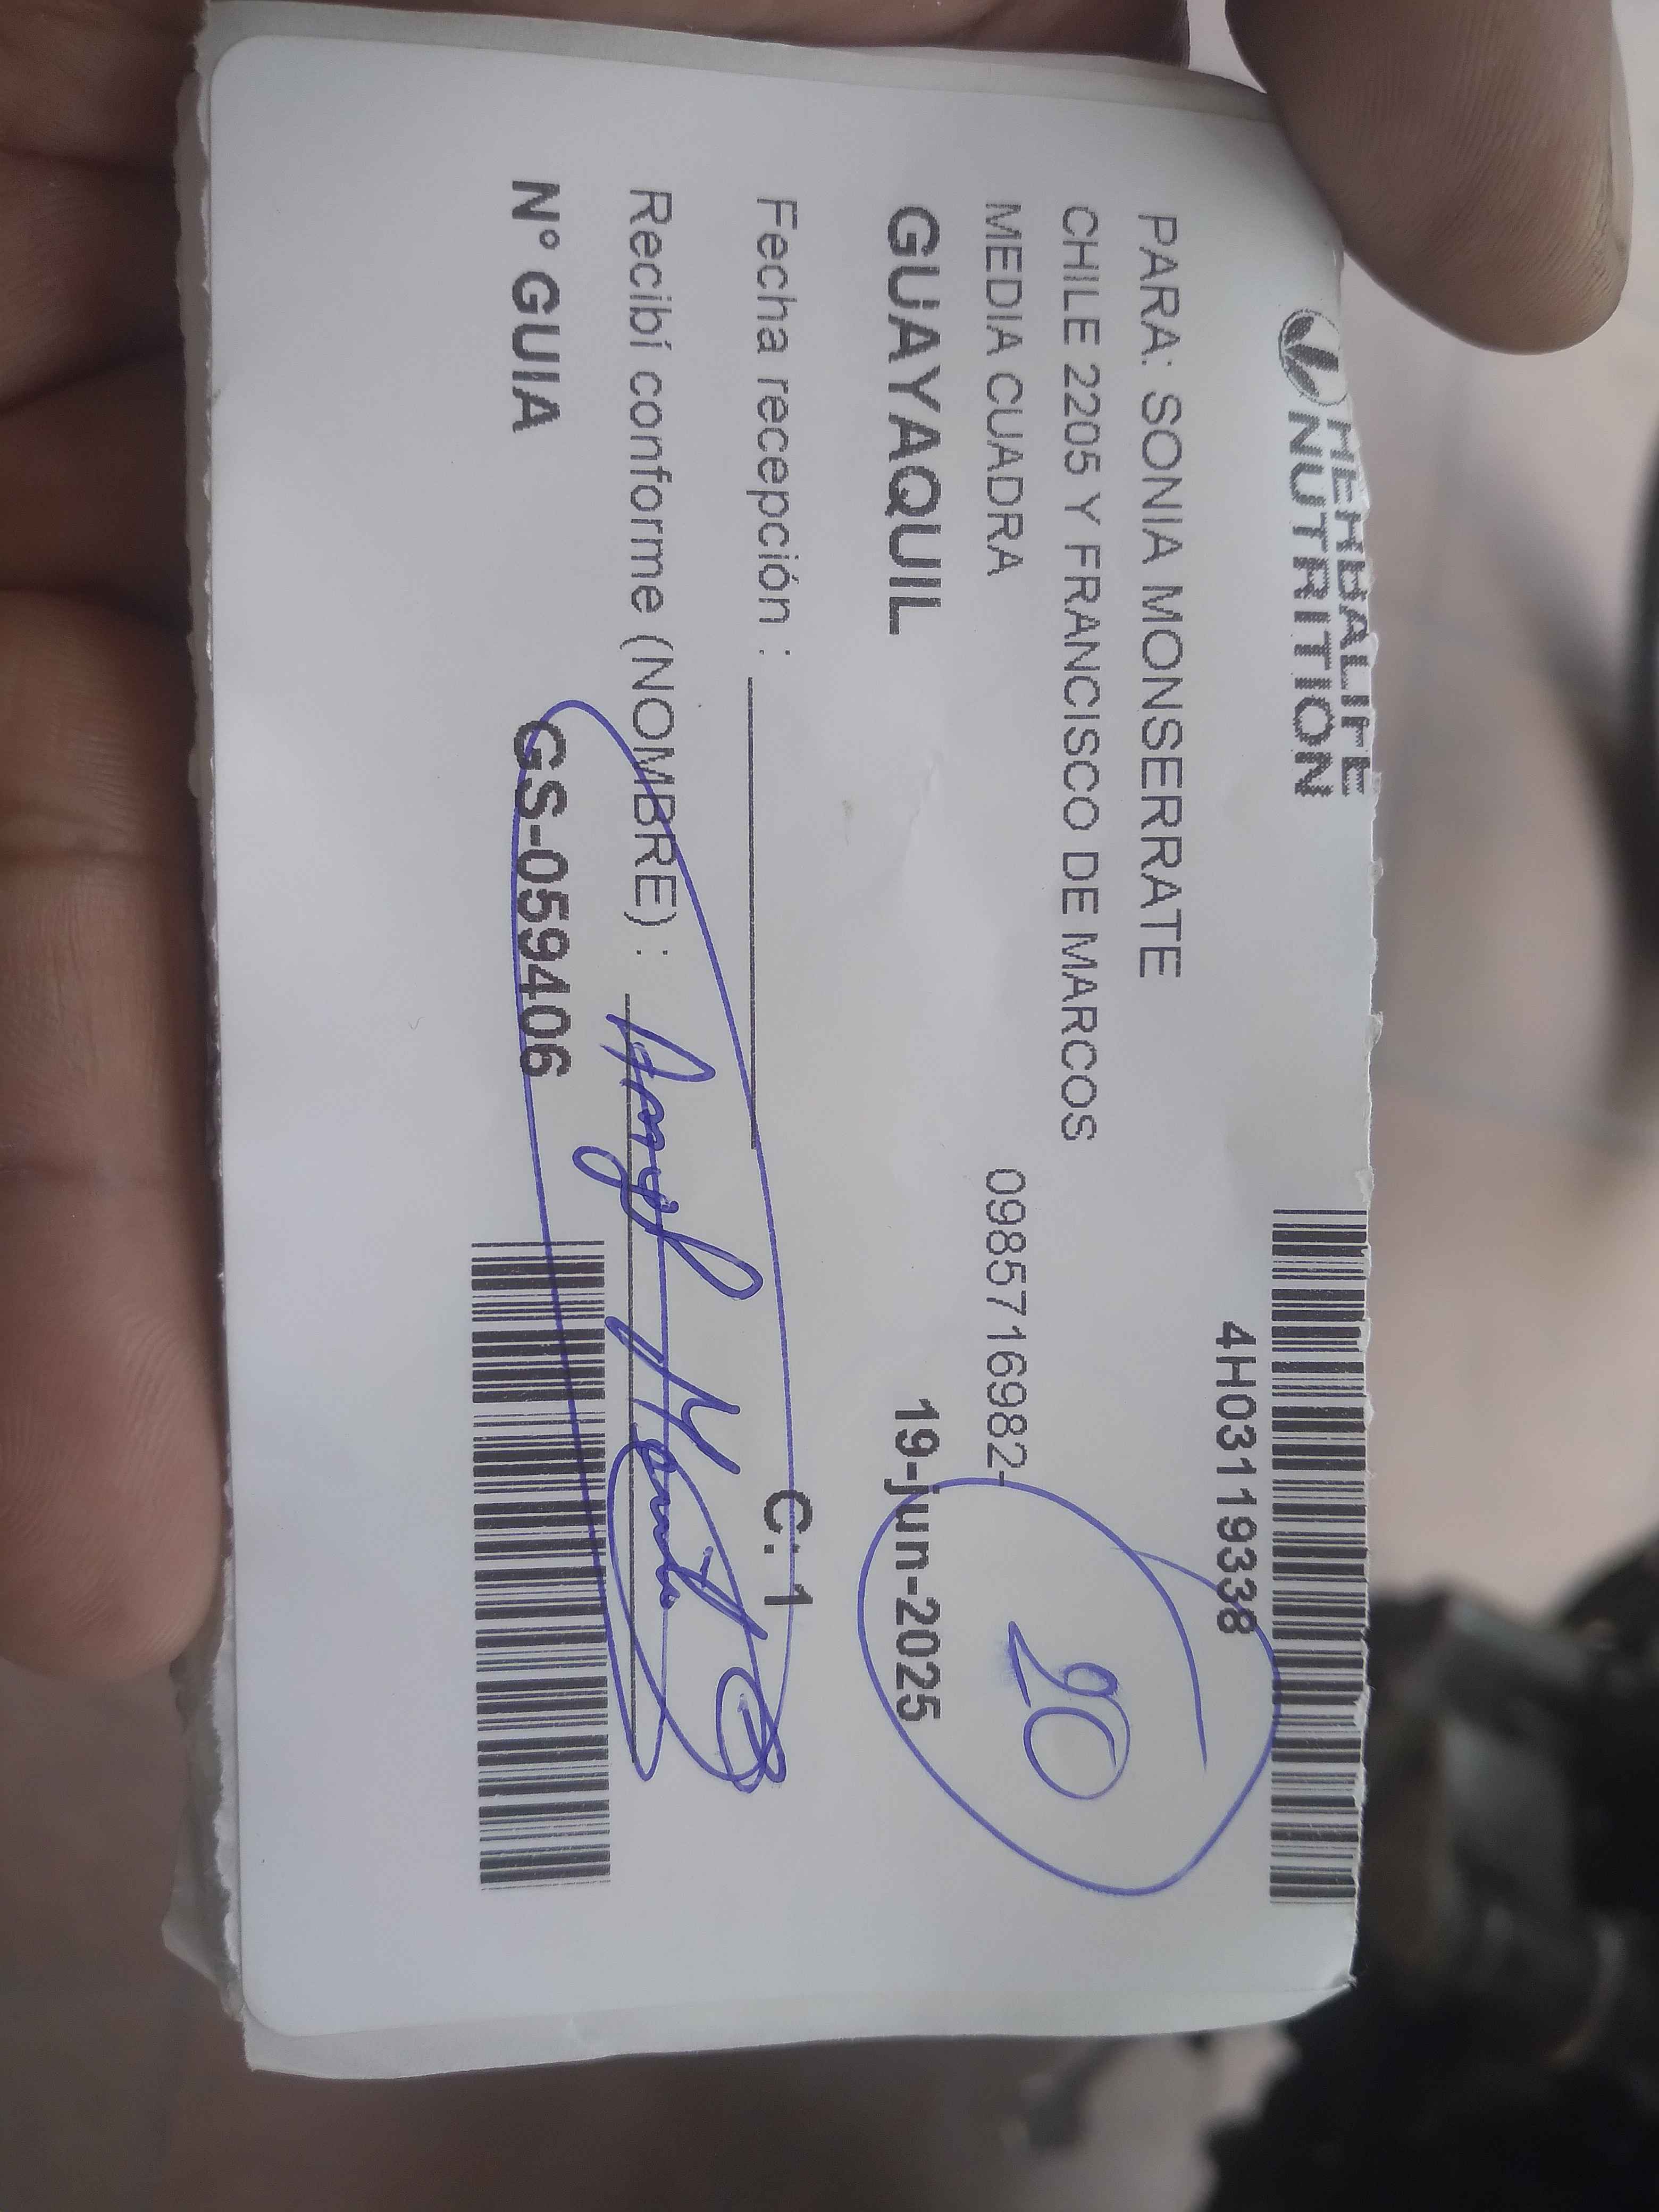 HERBALIFE
NUTRITION
4H03119338
PARA: SONIA MONSERRATE
CHILE 2205 Y FRANCISCO DE MARCOS
MEDIA CUADRA 0985716982-
20
GUAYAQUIL 19-jun-2025
Fecha recepción :
C: 1
Recibí conforme (NOMBRE) :
N° GUIA GS-059406